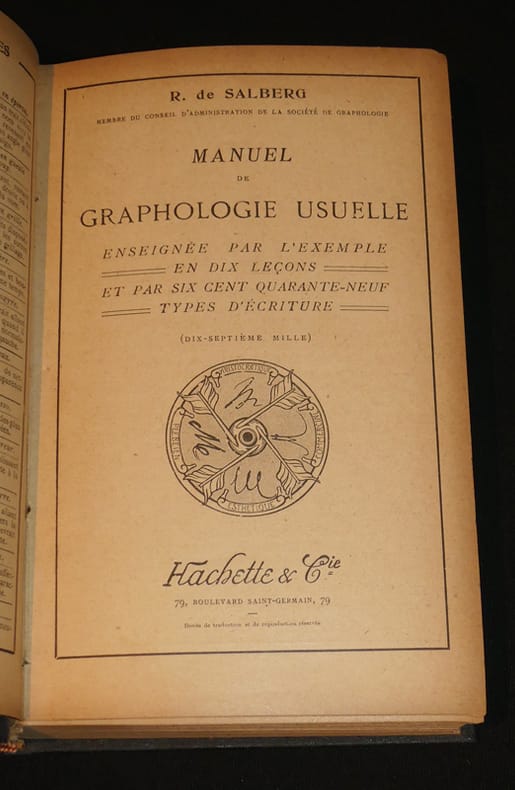 R. de SALBERG
MEMBRE DU CONSEIL D'ADMINISTRATION DE LA SOCIÉTÉ DE GRAPHOLOGIE
MANUEL
DE
GRAPHOLOGIE USUELLE
ENSEIGNÉE PAR L'EXEMPLE
EN DIX LEÇONS
ET PAR SIX CENT QUARANTE-NEUF
TYPES D'ÉCRITURE
(DIX-SEPTIÈME MILLE)
ESTHÉTIQUE
Hachette & Cie
79, BOULEVARD SAINT-GERMAIN, 79
Droits de traduction et de reproduction réservés